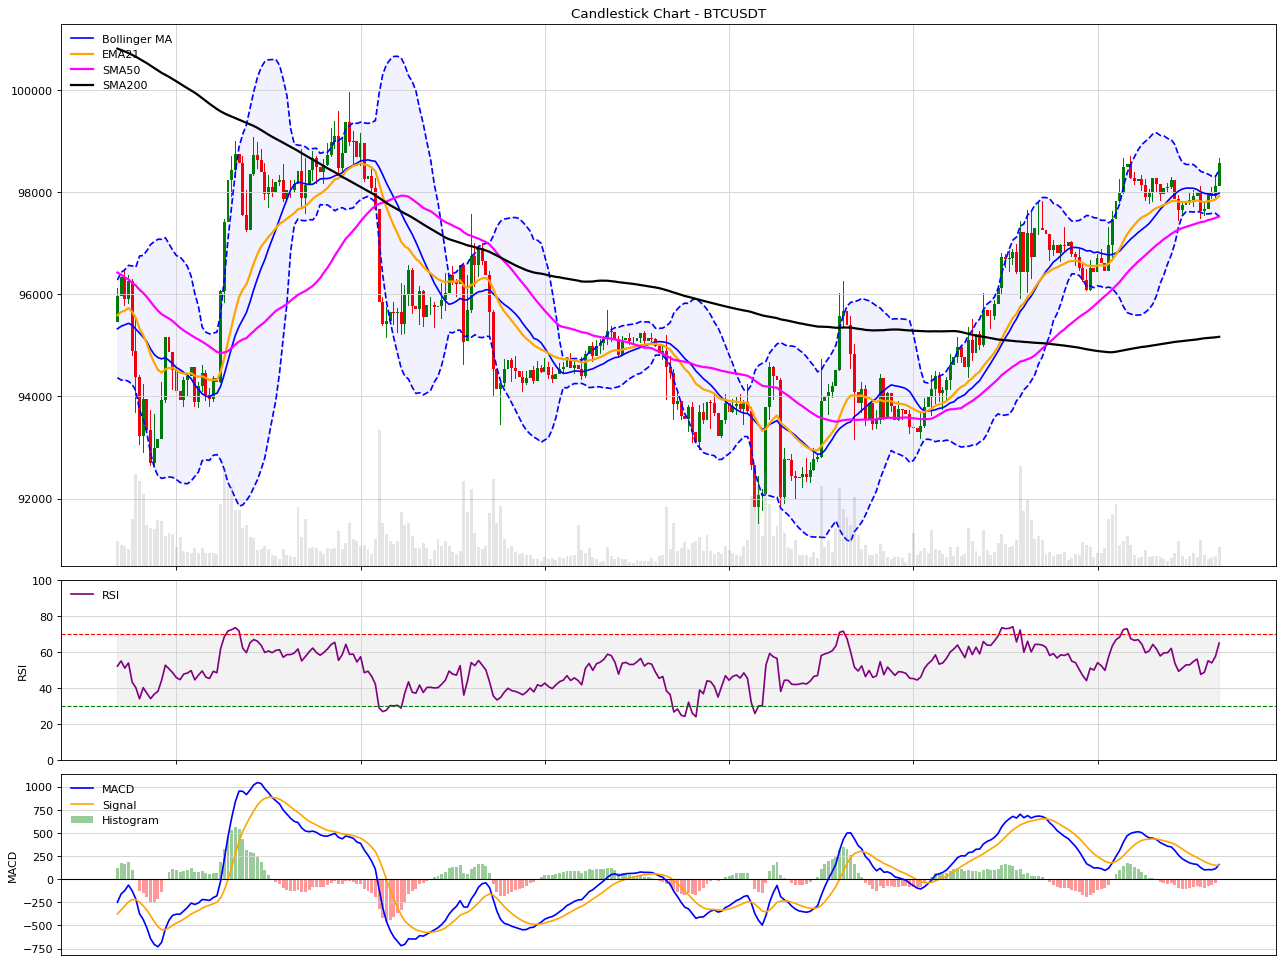 Candlestick Chart - BTCUSDT
Bollinger MA
EMA21
SMA50
SMA200
100000
98000
96000
94000
92000
100
80
60
40
20
0
RSI
RSI
1000
750
500
250
0
−250
−500
−750
MACD
MACD
Signal
Histogram